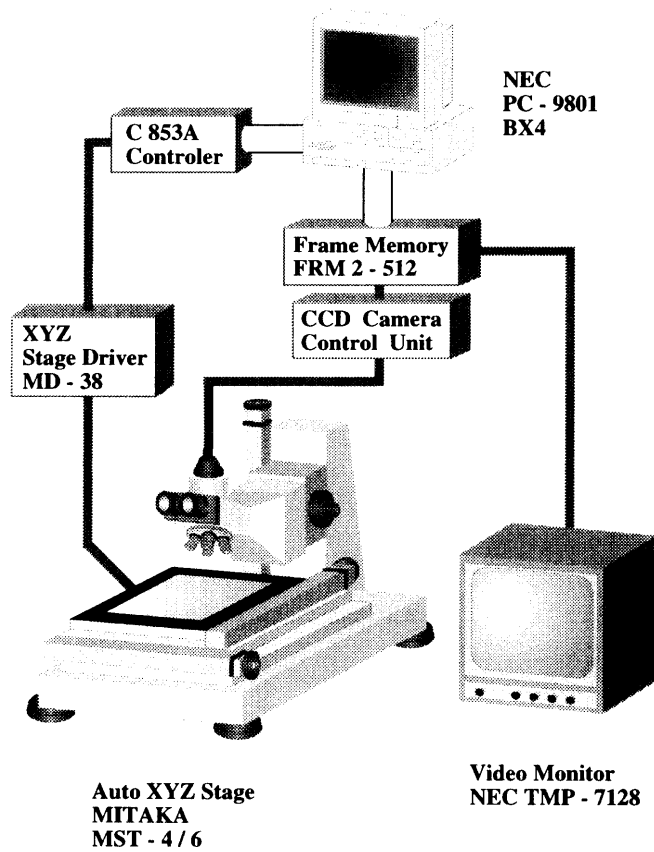 NEC
PC - 9801
BX4
C 853A
Controler
Frame Memory
FRM 2 - 512
CCD Camera
Control Unit
XYZ
Stage Driver
MD - 38
Auto XYZ Stage
MITAKA
MST - 4 / 6
Video Monitor
NEC TMP - 7128